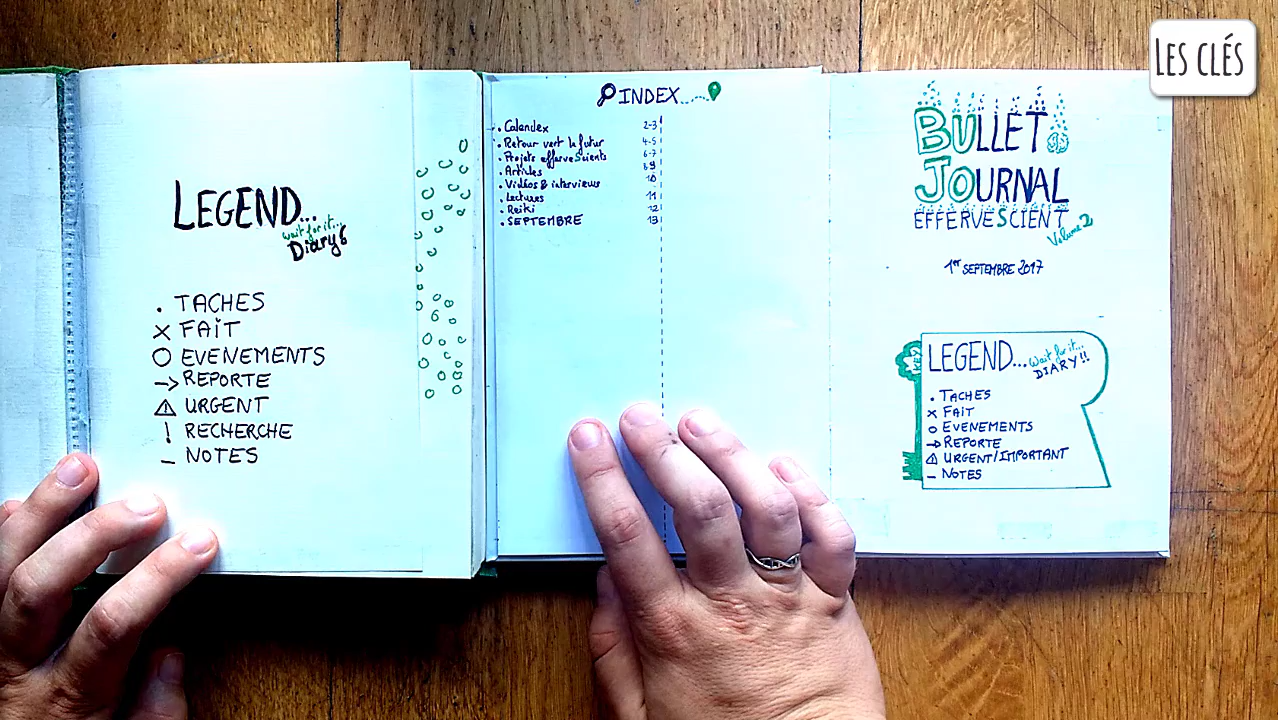 LES CLÉS
LEGEND...
wait for it...
Diary6
. TACHES
X FAIT
O EVENEMENTS
→ REPORTE
⚠ URGENT
! RECHERCHE
– NOTES
INDEX
. Calendex 2-3
. Retour vert le futur 4-5
. Projets efferveScients 6-7
. Articles 8-9
. Vidéos & interviews 10
. Lectures 11
. Reiki 12
. SEPTEMBRE 13
BULLET
JOURNAL
EFFERVESCIENT
Volume 2
1er SEPTEMBRE 2017
LEGEND... Wait for it...
DIARY!!
. TACHES
x FAIT
o EVENEMENTS
→ REPORTE
⚠ URGENT/IMPORTANT
– NOTES